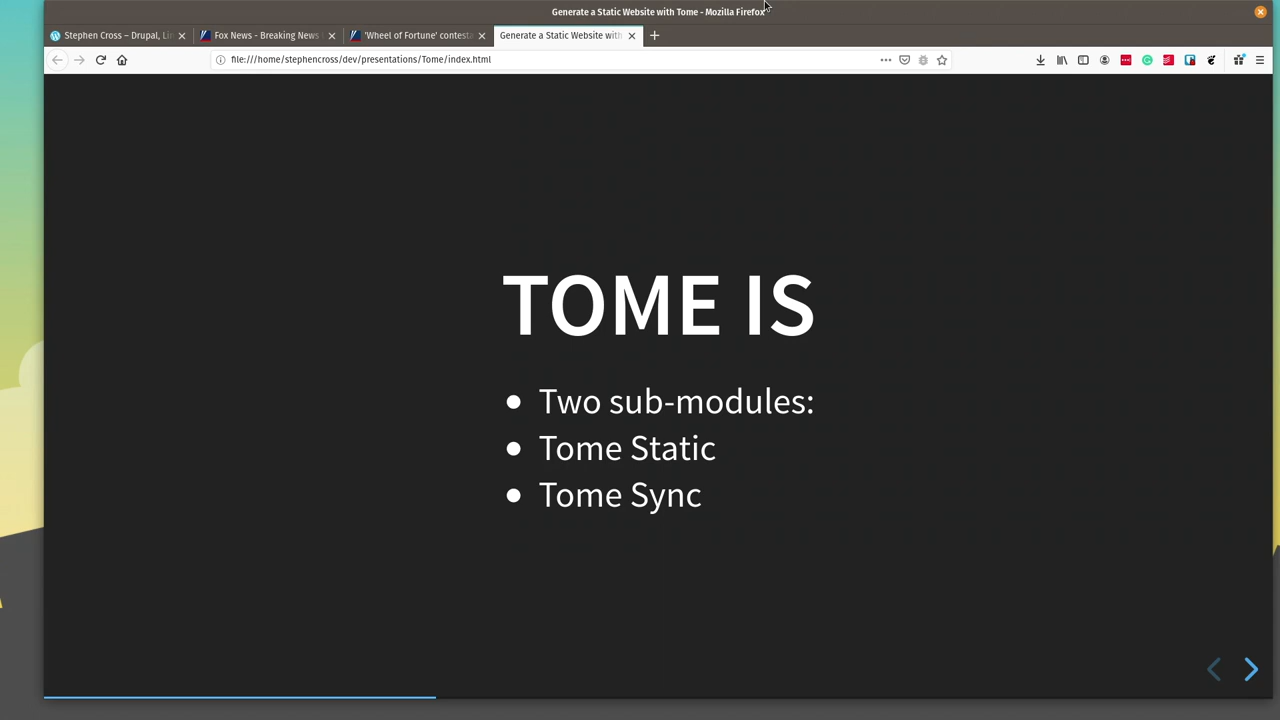 Generate a Static Website with Tome - Mozilla Firefox
Stephen Cross – Drupal, Lin
Fox News - Breaking News
'Wheel of Fortune' contesta
Generate a Static Website with
file:///home/stephencross/dev/presentations/Tome/index.html
TOME IS
Two sub-modules:
Tome Static
Tome Sync